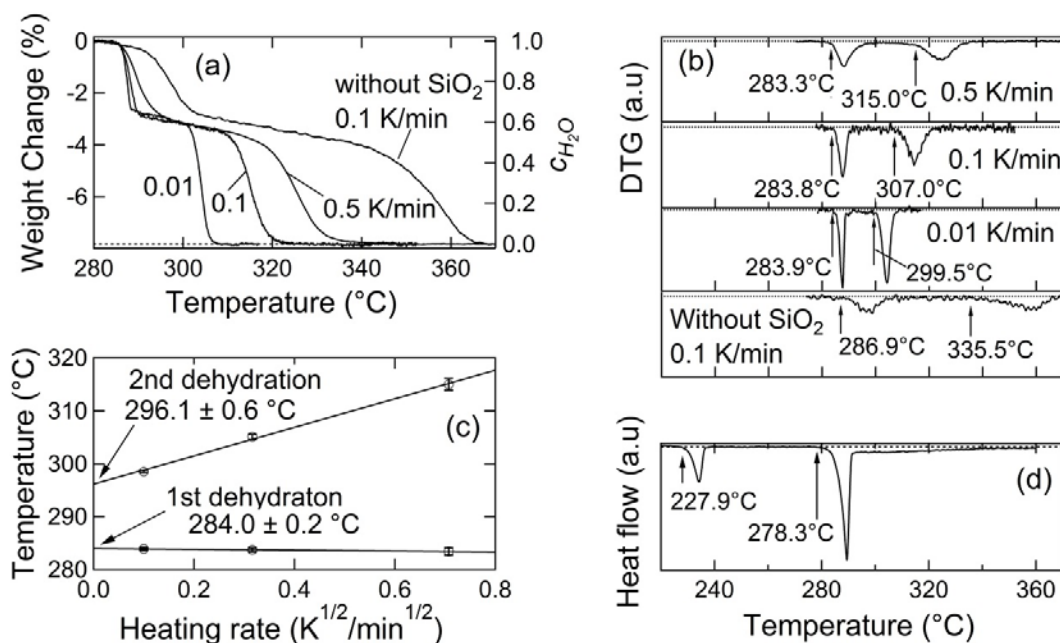 0
-2
-4
-6
Weight Change (%)
(a)
without SiO2
0.1 K/min
0.01
0.1
0.5 K/min
1.0
0.8
0.6
0.4
0.2
0.0
cH2O
280 300 320 340 360
Temperature (°C)
(b)
DTG (a.u)
283.3°C
315.0°C
0.5 K/min
0.1 K/min
283.8°C
307.0°C
0.01 K/min
283.9°C
299.5°C
Without SiO2
0.1 K/min
286.9°C
335.5°C
320
315
310
305
300
295
290
285
280
Temperature (°C)
2nd dehydration
296.1 ± 0.6 °C
(c)
1st dehydraton
284.0 ± 0.2 °C
0.0 0.2 0.4 0.6 0.8
Heating rate (K1/2/min1/2)
Heat flow (a.u)
227.9°C
278.3°C
(d)
240 280 320 360
Temperature (°C)